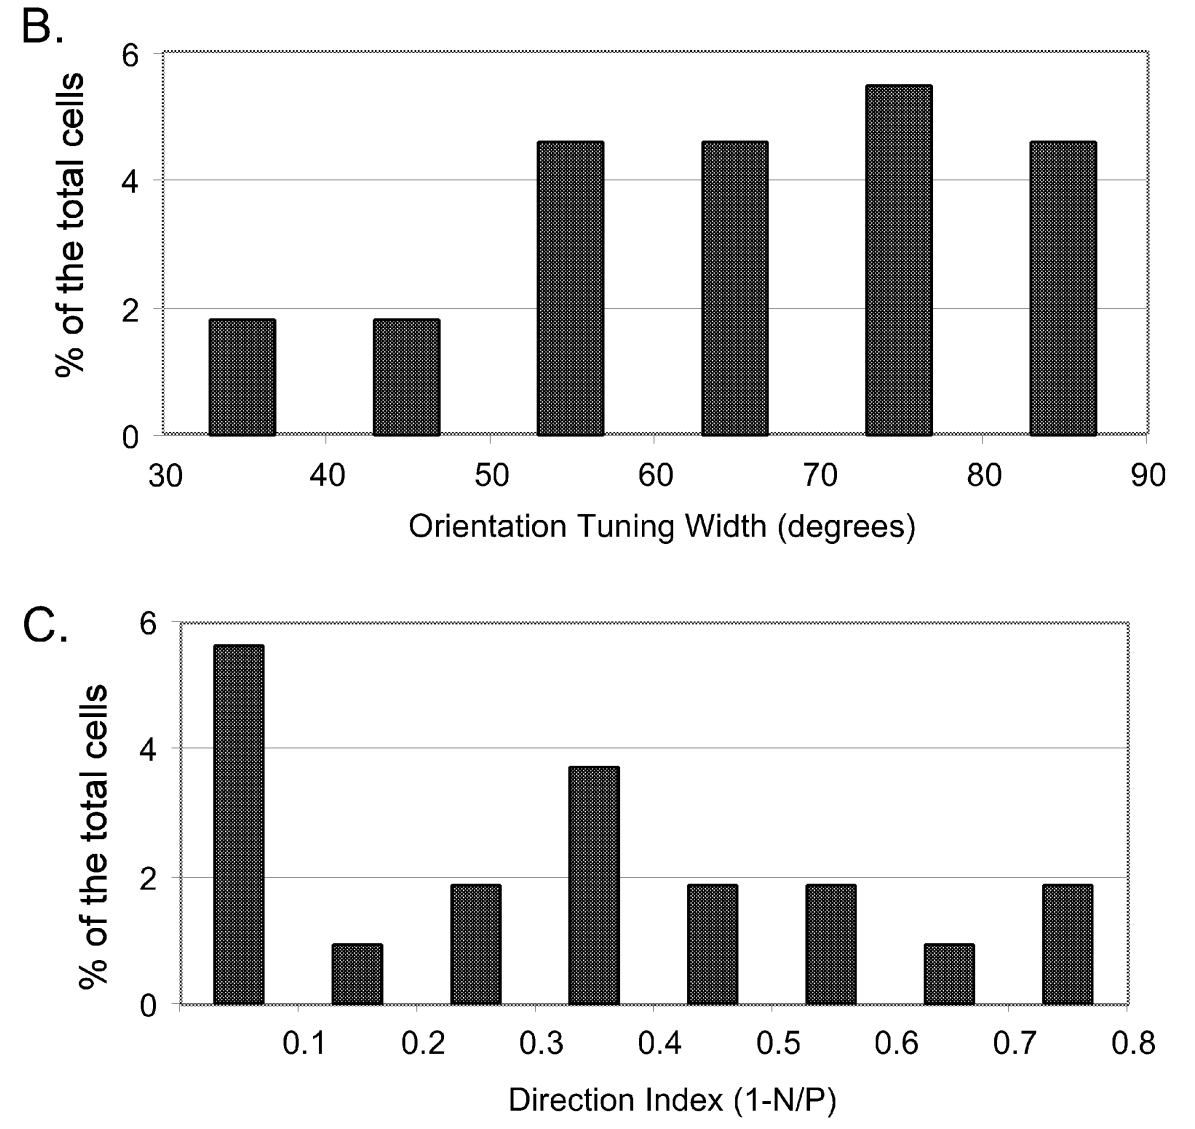 B.
% of the total cells
6
4
2
0
30 40 50 60 70 80 90
Orientation Tuning Width (degrees)
C.
% of the total cells
6
4
2
0
0.1 0.2 0.3 0.4 0.5 0.6 0.7 0.8
Direction Index (1-N/P)